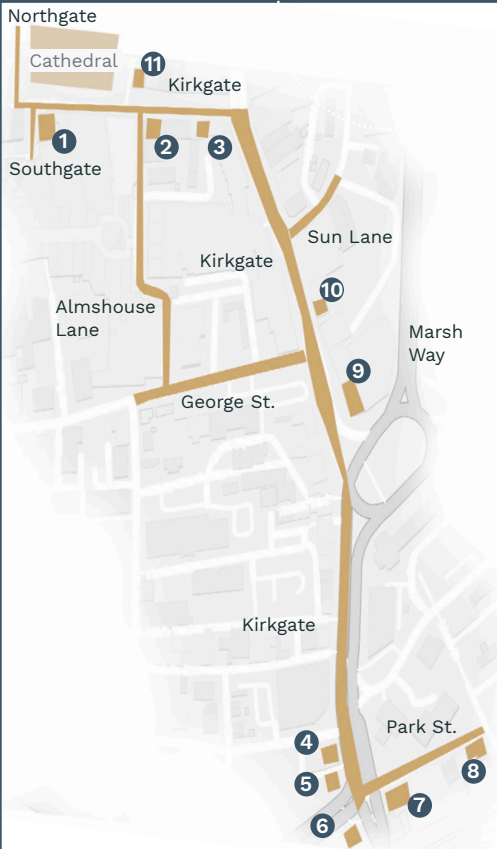 Northgate
Cathedral
11
Kirkgate
1
2
3
Southgate
Sun Lane
Kirkgate
10
Almshouse
Lane
Marsh
Way
9
George St.
Kirkgate
Park St.
4
8
5
7
6